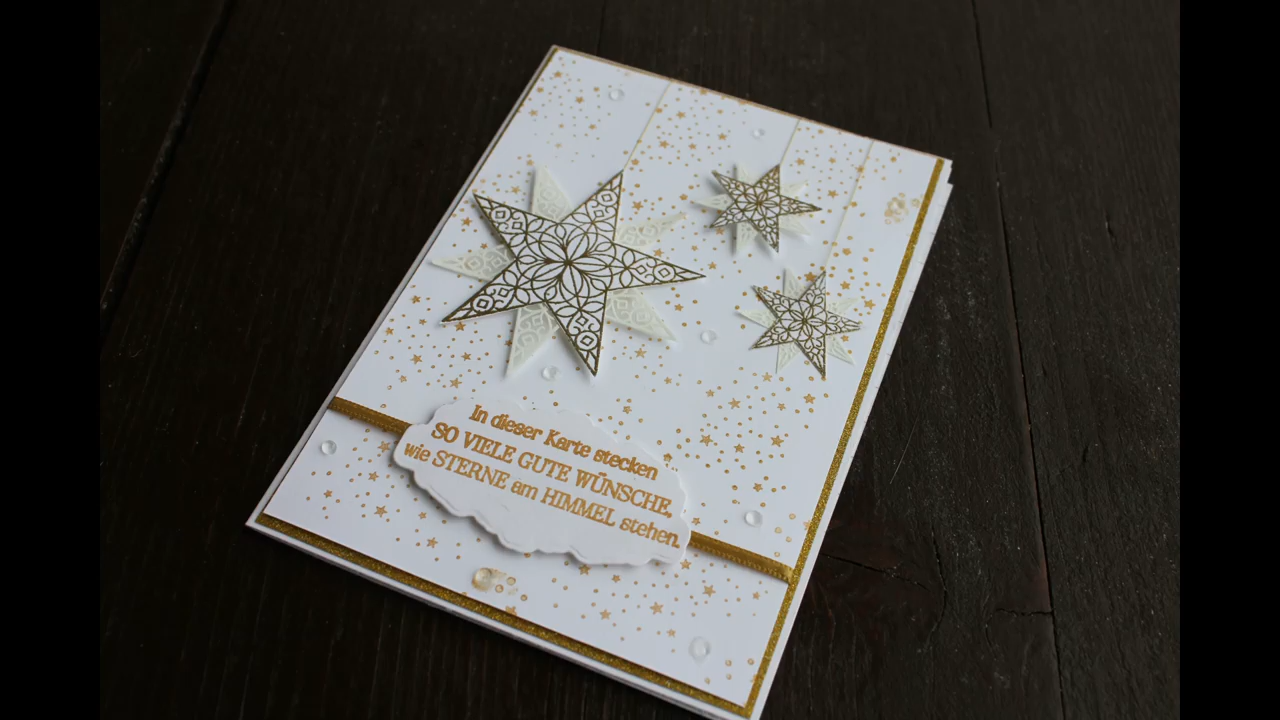 In dieser Karte stecken
SO VIELE GUTE WÜNSCHE,
wie STERNE am HIMMEL stehen.